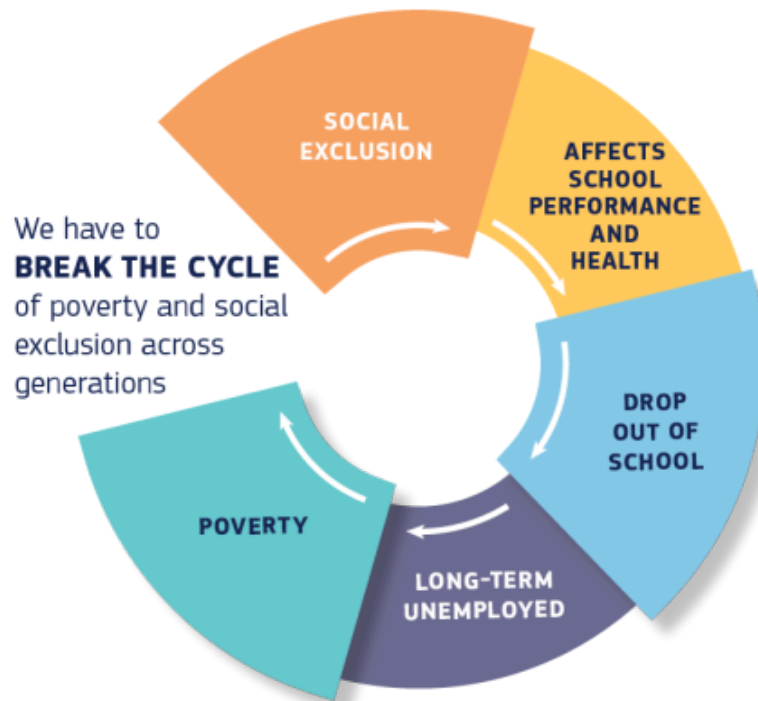 SOCIAL
EXCLUSION
AFFECTS
SCHOOL
PERFORMANCE
AND
HEALTH
We have to
BREAK THE CYCLE
of poverty and social
exclusion across
generations
DROP
OUT OF
SCHOOL
POVERTY
LONG-TERM
UNEMPLOYED